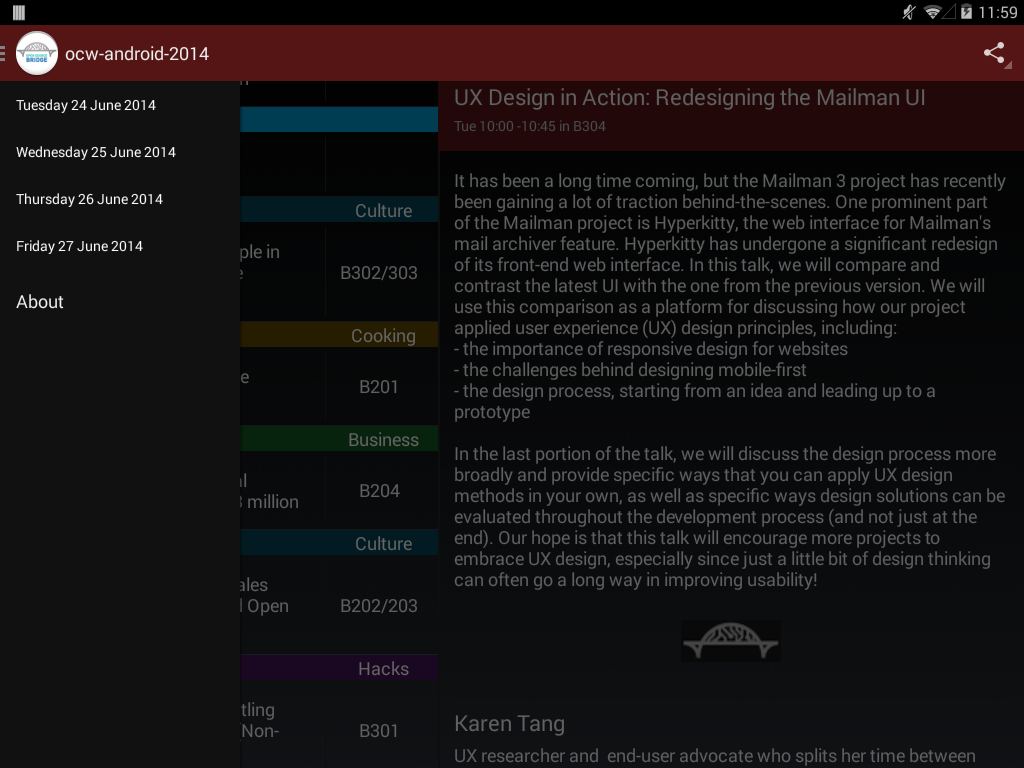 11:59
BRIDGE
ocw-android-2014
Tuesday 24 June 2014
Wednesday 25 June 2014
Thursday 26 June 2014
Friday 27 June 2014
About
Culture
ple in
e
B302/303
Cooking
e
B201
Business
al
3 million
B204
Culture
ales
l Open
B202/203
Hacks
tling
Non-
B301
UX Design in Action: Redesigning the Mailman UI
Tue 10:00 -10:45 in B304
It has been a long time coming, but the Mailman 3 project has recently
been gaining a lot of traction behind-the-scenes. One prominent part
of the Mailman project is Hyperkitty, the web interface for Mailman's
mail archiver feature. Hyperkitty has undergone a significant redesign
of its front-end web interface. In this talk, we will compare and
contrast the latest UI with the one from the previous version. We will
use this comparison as a platform for discussing how our project
applied user experience (UX) design principles, including:
- the importance of responsive design for websites
- the challenges behind designing mobile-first
- the design process, starting from an idea and leading up to a
prototype
In the last portion of the talk, we will discuss the design process more
broadly and provide specific ways that you can apply UX design
methods in your own, as well as specific ways design solutions can be
evaluated throughout the development process (and not just at the
end). Our hope is that this talk will encourage more projects to
embrace UX design, especially since just a little bit of design thinking
can often go a long way in improving usability!
Karen Tang
UX researcher and  end-user advocate who splits her time between